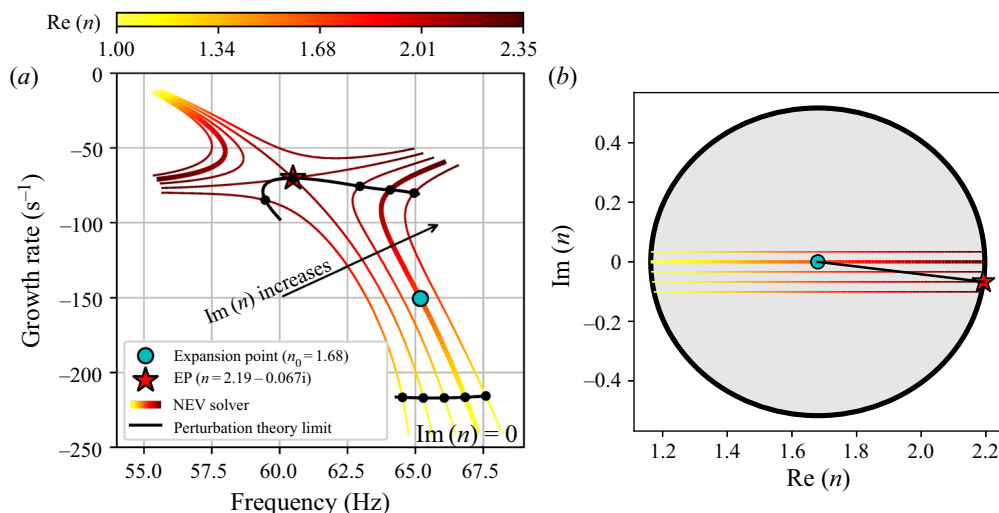 Re (n)
1.00 1.34 1.68 2.01 2.35
(a)
0
−50
−100
−150
−200
−250
Growth rate (s−1)
55.0 57.5 60.0 62.5 65.0 67.5
Frequency (Hz)
Im (n) increases
Expansion point (n0 = 1.68)
EP (n = 2.19 – 0.067i)
NEV solver
Perturbation theory limit
Im (n) = 0
(b)
0.4
0.2
0
−0.2
−0.4
Im (n)
1.2 1.4 1.6 1.8 2.0 2.2
Re (n)